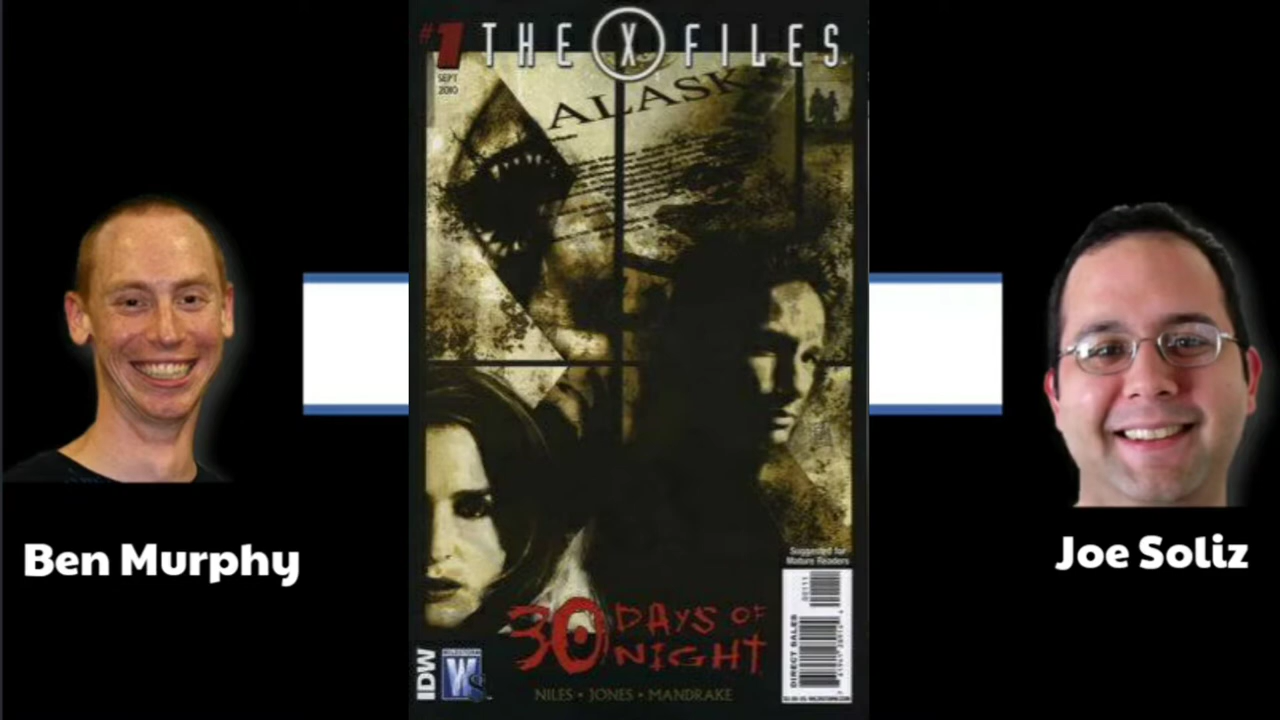 #1 THE X FILES
SEPT
2010
ALASK
Ben Murphy
Joe Soliz
Suggested for
Mature Readers
30 DAYS OF
NIGHT
IDW
WS
DIRECT SALES
NILES • JONES • MANDRAKE